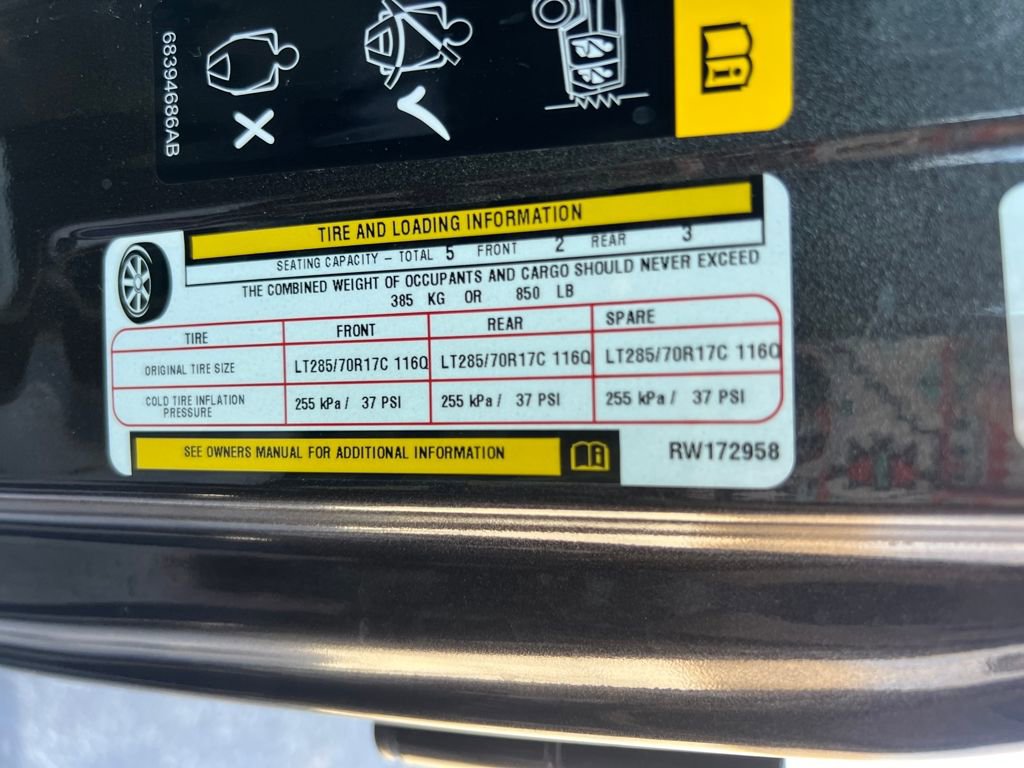 68394686AB
TIRE AND LOADING INFORMATION
SEATING CAPACITY – TOTAL 5 FRONT 2 REAR 3
THE COMBINED WEIGHT OF OCCUPANTS AND CARGO SHOULD NEVER EXCEED
385 KG OR 850 LB
TIRE FRONT REAR SPARE
ORIGINAL TIRE SIZE LT285/70R17C 116Q LT285/70R17C 116Q LT285/70R17C 116Q
COLD TIRE INFLATION PRESSURE 255 kPa / 37 PSI 255 kPa / 37 PSI 255 kPa / 37 PSI
SEE OWNERS MANUAL FOR ADDITIONAL INFORMATION
RW172958